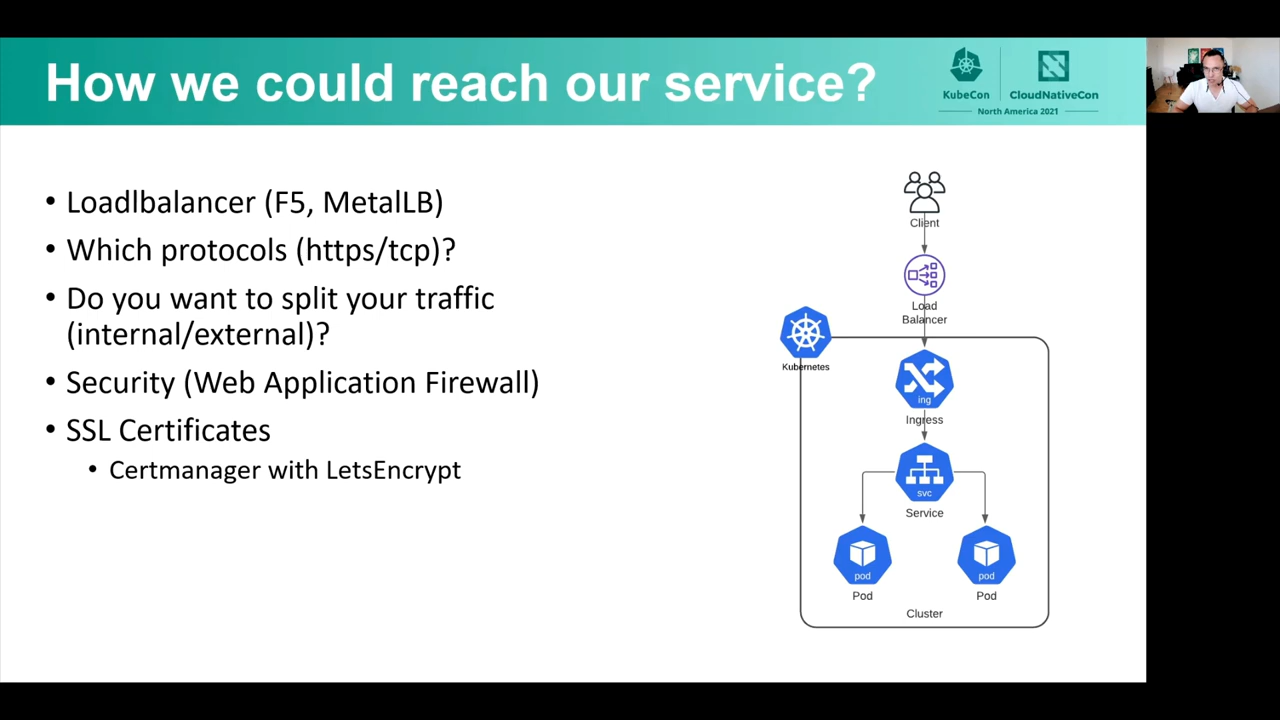 How we could reach our service?
KubeCon
CloudNativeCon
North America 2021
• Loadlbalancer (F5, MetalLB)
• Which protocols (https/tcp)?
• Do you want to split your traffic
(internal/external)?
• Security (Web Application Firewall)
• SSL Certificates
• Certmanager with LetsEncrypt
Client
Load
Balancer
Kubernetes
ing
Ingress
svc
Service
pod
Pod
pod
Pod
Cluster